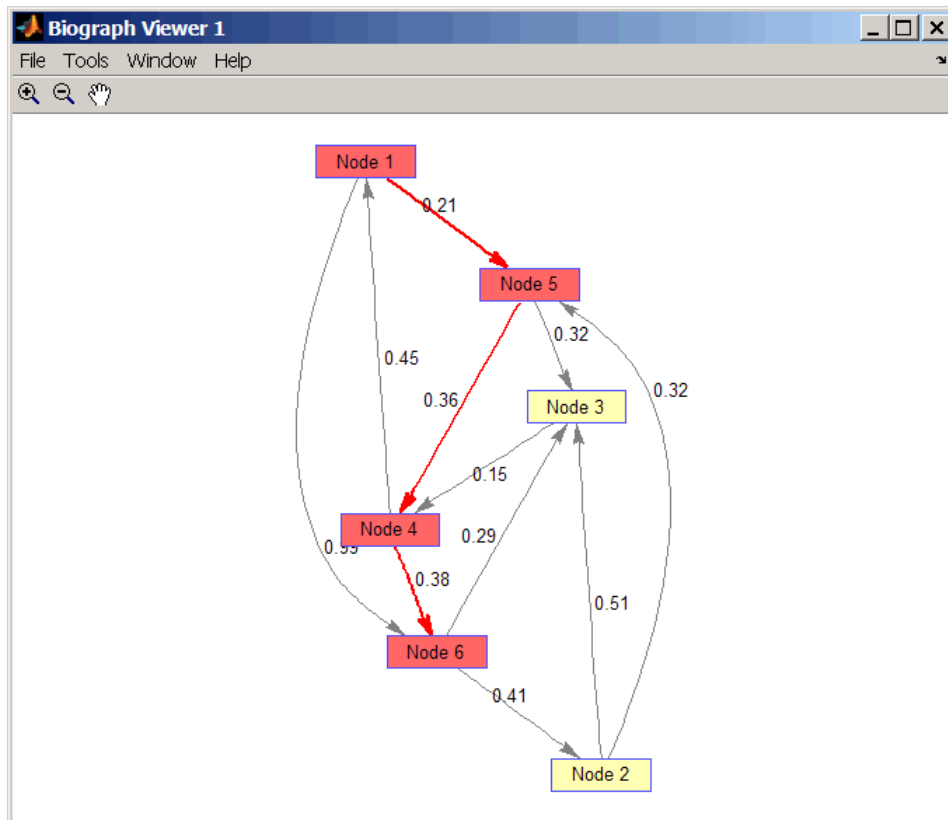 Biograph Viewer 1
File Tools Window Help
Node 1
0.21
Node 5
0.32
0.45
0.36
0.32
Node 3
0.15
Node 4
0.29
0.99
0.38
0.51
Node 6
0.41
Node 2